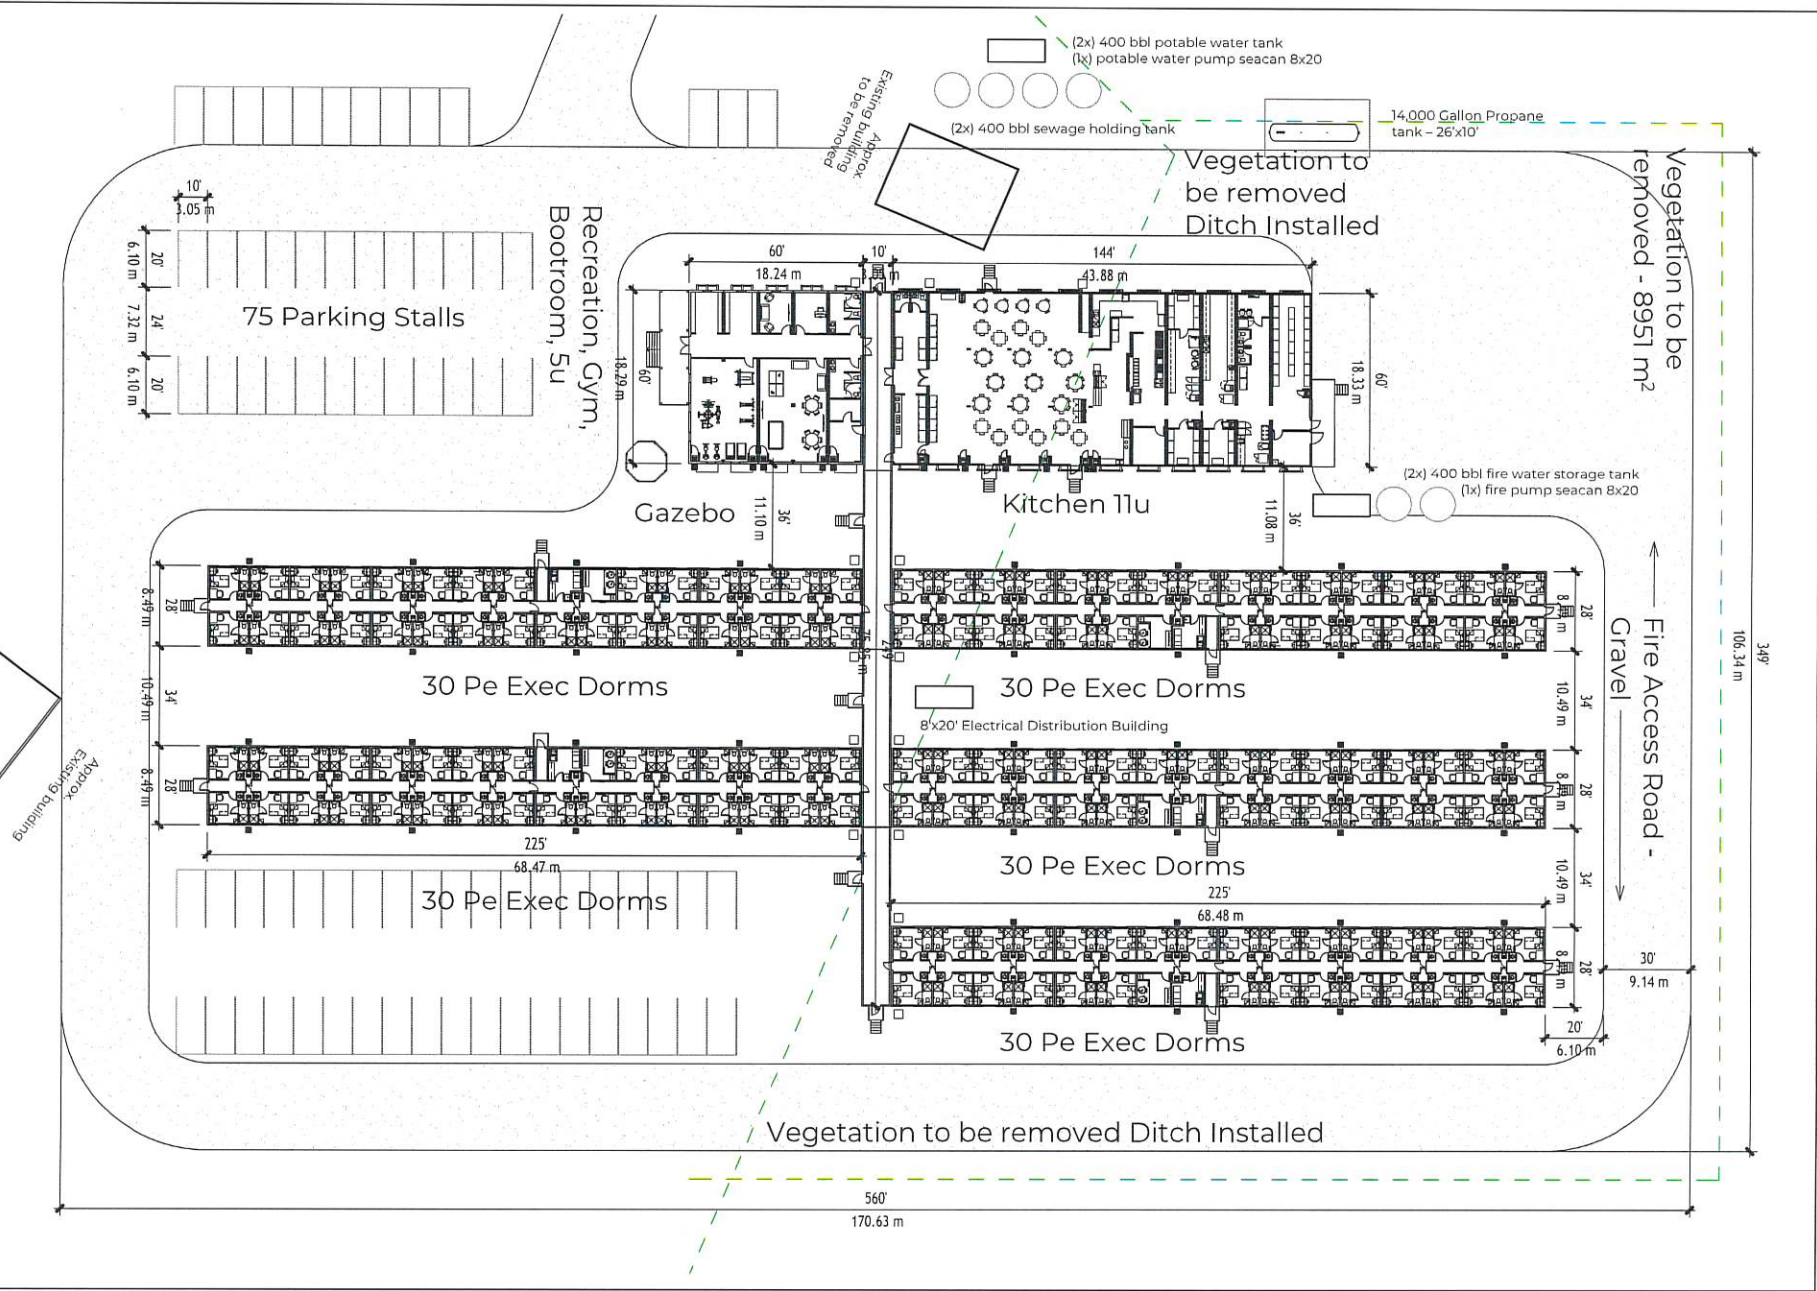 (2x) 400 bbl potable water tank
(1x) potable water pump seacan 8x20
(2x) 400 bbl sewage holding tank
14,000 Gallon Propane
tank – 26'x10'
Approx.
Existing building
to be removed
Vegetation to
be removed
Ditch Installed
Vegetation to be
removed - 8951 m²
10'
3.05 m
20'
6.10 m
24'
7.32 m
20'
6.10 m
75 Parking Stalls
Recreation, Gym,
Bootroom, 5u
60'
18.24 m
10'
144'
43.88 m
60'
18.29 m
60'
18.33 m
Gazebo
Kitchen 11u
36'
11.10 m
36'
11.08 m
(2x) 400 bbl fire water storage tank
(1x) fire pump seacan 8x20
349'
106.34 m
Fire Access Road -
Gravel
28'
8.49 m
34'
10.49 m
28'
8.49 m
28'
34'
10.49 m
28'
34'
10.49 m
28'
249'
30 Pe Exec Dorms
30 Pe Exec Dorms
8'x20' Electrical Distribution Building
225'
68.47 m
30 Pe Exec Dorms
30 Pe Exec Dorms
225'
68.48 m
30'
9.14 m
20'
6.10 m
30 Pe Exec Dorms
Approx.
Existing building
Vegetation to be removed Ditch Installed
560'
170.63 m